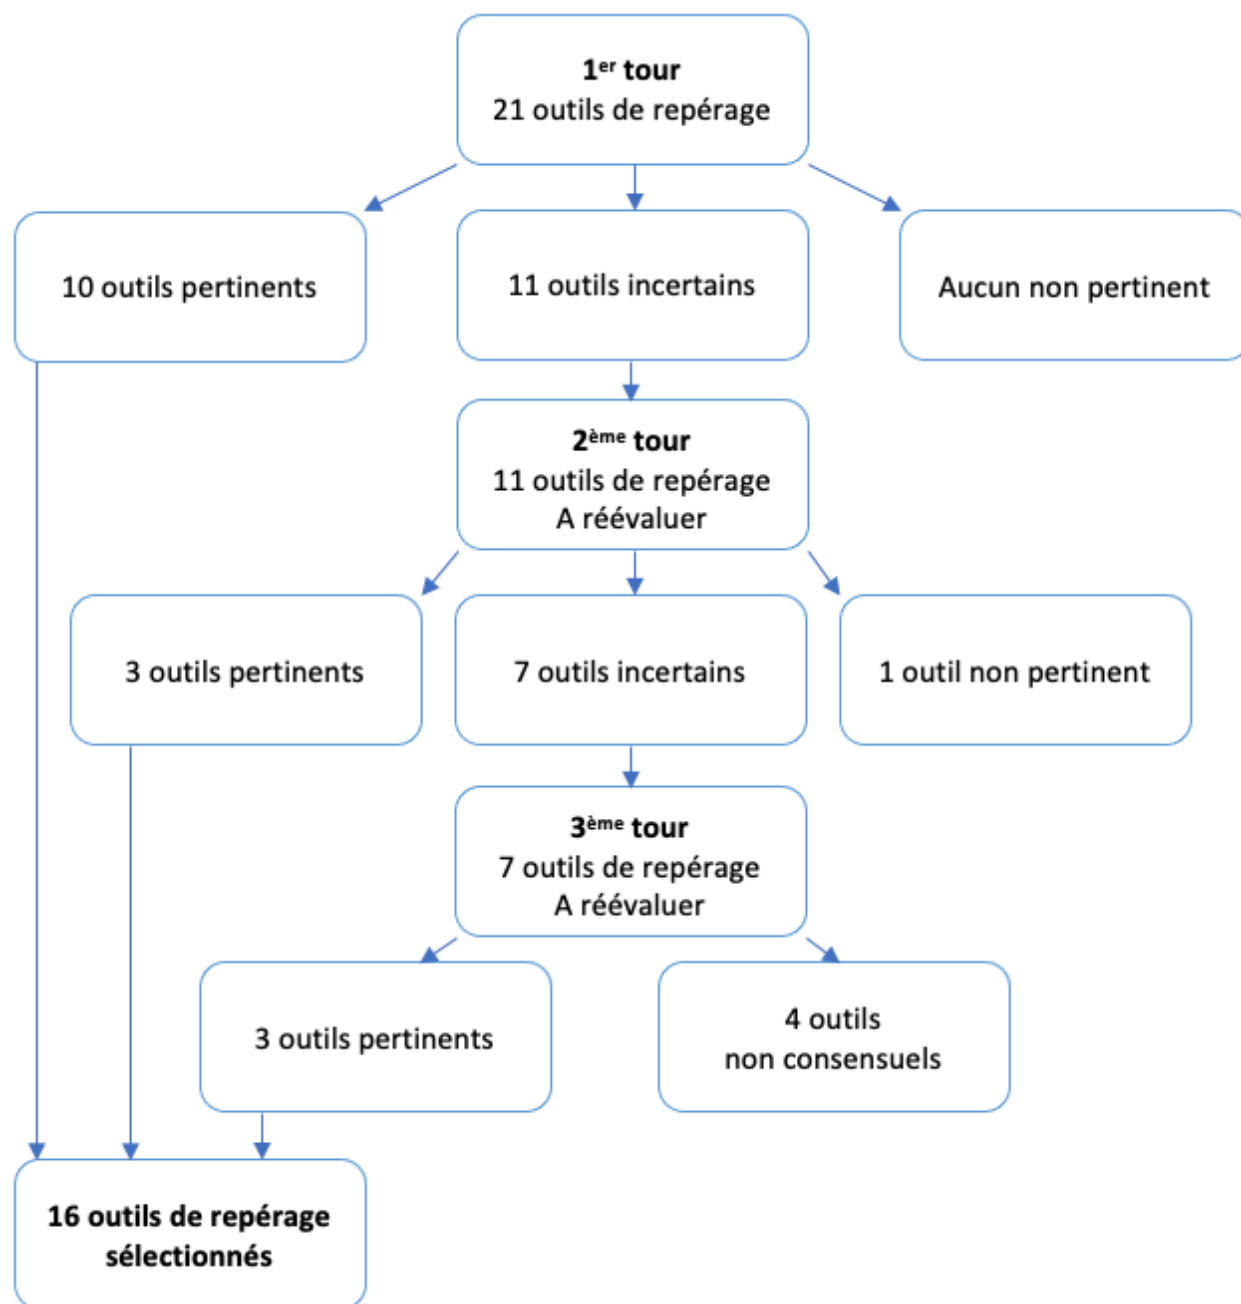 1er tour
21 outils de repérage
10 outils pertinents
11 outils incertains
Aucun non pertinent
2ème tour
11 outils de repérage
A réévaluer
3 outils pertinents
7 outils incertains
1 outil non pertinent
3ème tour
7 outils de repérage
A réévaluer
3 outils pertinents
4 outils
non consensuels
16 outils de repérage
sélectionnés